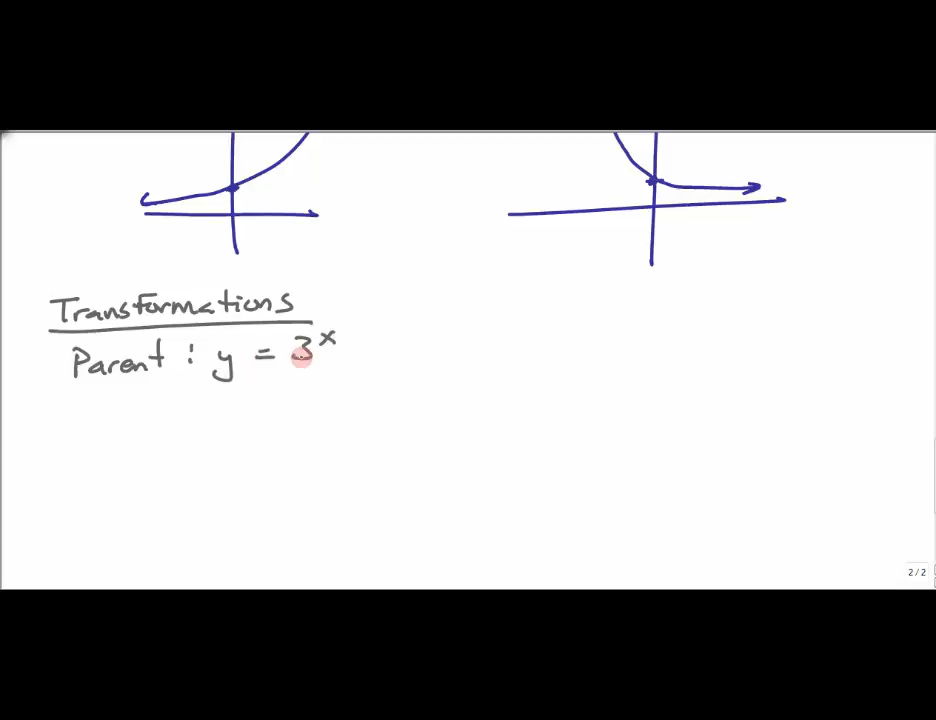 Transformations
Parent : y = 3^x
2/2